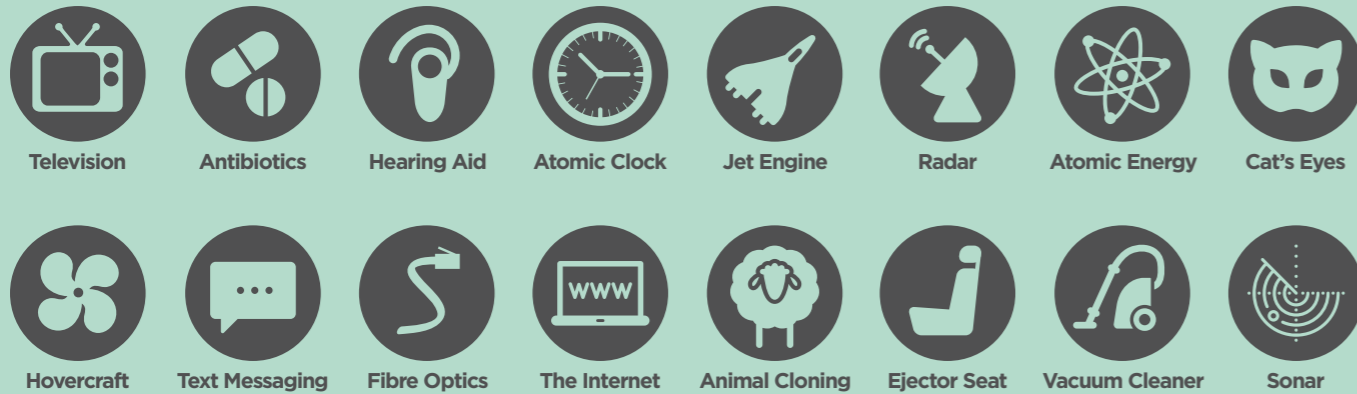 Television Antibiotics Hearing Aid Atomic Clock Jet Engine Radar Atomic Energy Cat’s Eyes
WWW
Hovercraft Text Messaging Fibre Optics The Internet Animal Cloning Ejector Seat Vacuum Cleaner Sonar